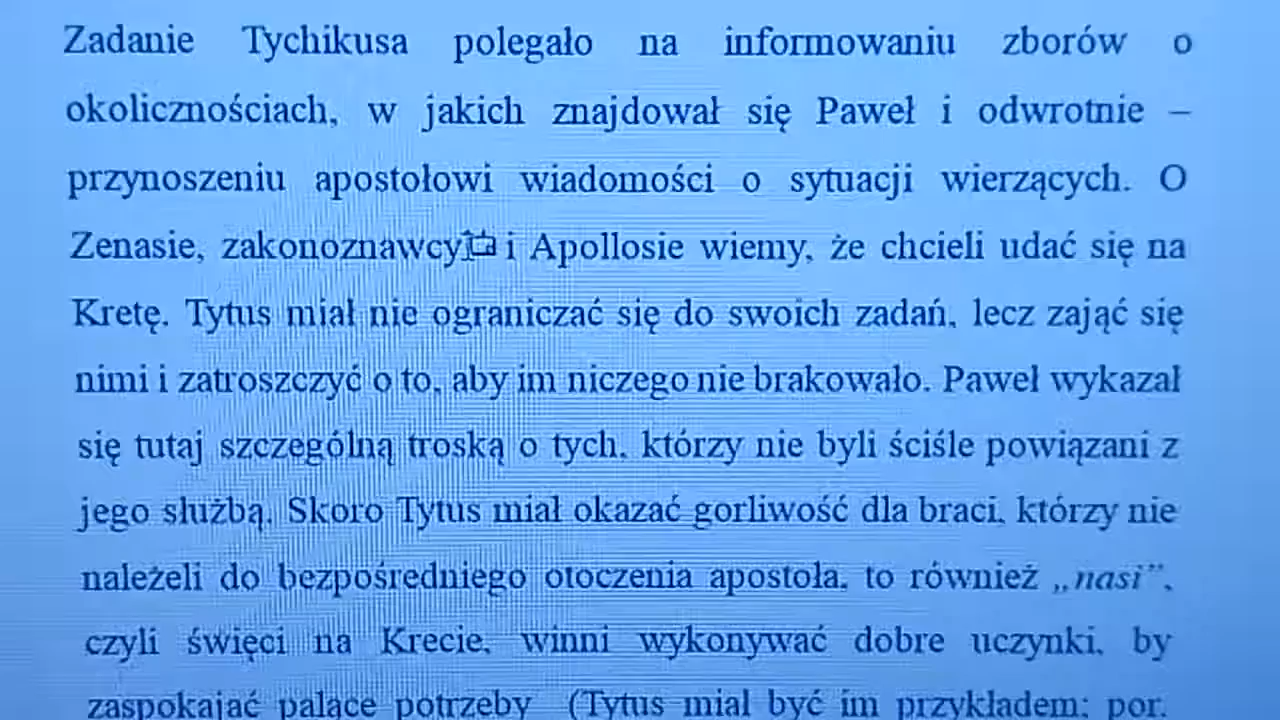 Zadanie Tychikusa polegało na informowaniu zborów o
okolicznościach, w jakich znajdował się Paweł i odwrotnie –
przynoszeniu apostołowi wiadomości o sytuacji wierzących. O
Zenasie, zakonoznawcy i Apollosie wiemy, że chcieli udać się na
Kretę. Tytus miał nie ograniczać się do swoich zadań, lecz zająć się
nimi i zatroszczyć o to, aby im niczego nie brakowało. Paweł wykazał
się tutaj szczególną troską o tych, którzy nie byli ściśle powiązani z
jego służbą. Skoro Tytus miał okazać gorliwość dla braci, którzy nie
należeli do bezpośredniego otoczenia apostoła, to również „nasi”,
czyli święci na Krecie, winni wykonywać dobre uczynki, by
zaspokajać palące potrzeby (Tytus miał być im przykładem; por.